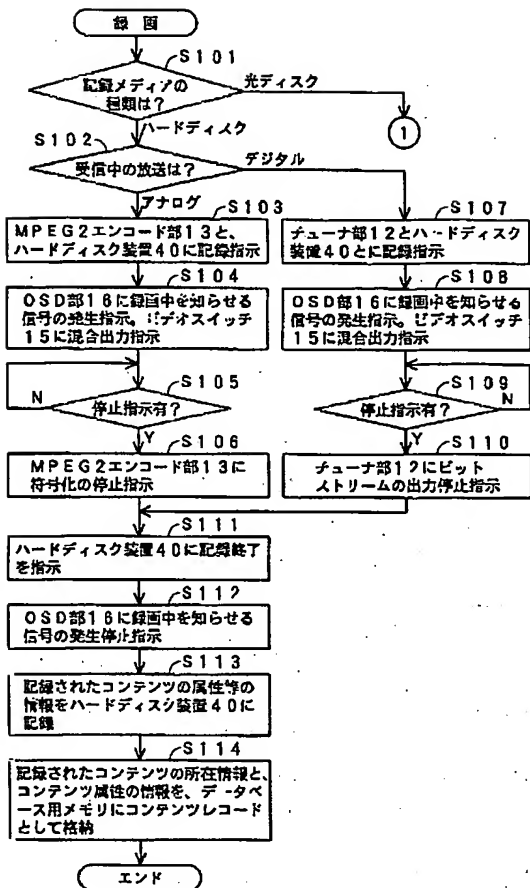 録画
S101
記録メディアの
種類は?
光ディスク
1
ハードディスク
S102
受信中の放送は?
デジタル
アナログ
S103
MPEG2エンコード部13と、
ハードディスク装置40に記録指示
S107
チューナ部12とハードディスク
装置40とに記録指示
S104
OSD部16に録画中を知らせる
信号の発生指示。ビデオスイッチ
15に混合出力指示
S108
OSD部16に録画中を知らせる
信号の発生指示。ビデオスイッチ
15に混合出力指示
S105
N
停止指示有?
Y
S109
停止指示有?
N
Y
S106
MPEG2エンコード部13に
符号化の停止指示
S110
チューナ部12にビット
ストリームの出力停止指示
S111
ハードディスク装置40に記録終了
を指示
S112
OSD部16に録画中を知らせる
信号の発生停止指示
S113
記録されたコンテンツの属性等の
情報をハードディスク装置40に
記録
S114
記録されたコンテンツの所在情報と、
コンテンツ属性の情報を、データベ
ース用メモリにコンテンツレコード
として格納
エンド